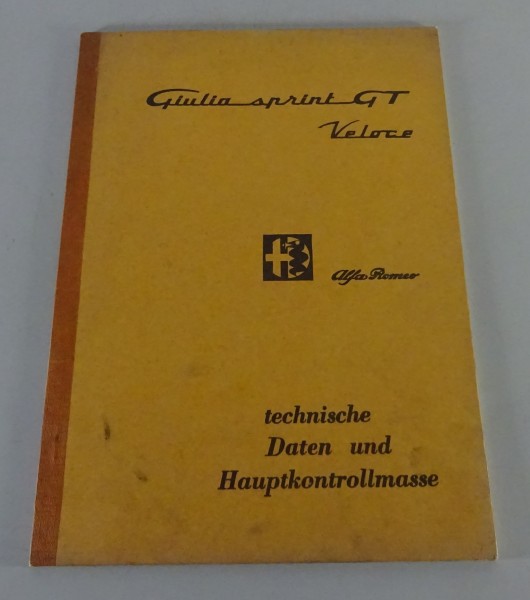 Giulia sprint GT
Veloce
Alfa Romeo
technische
Daten und
Hauptkontrollmasse